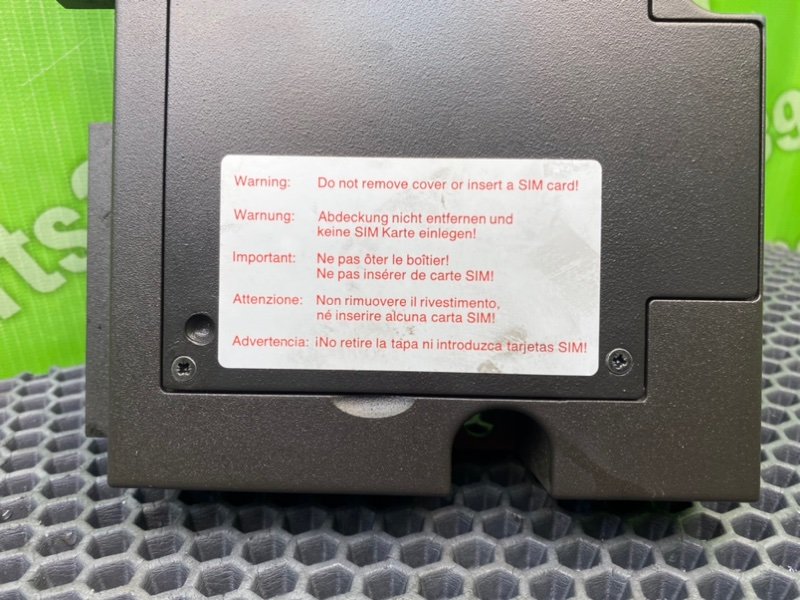 Warning: Do not remove cover or insert a SIM card!
Warnung: Abdeckung nicht entfernen und
keine SIM Karte einlegen!
Important: Ne pas ôter le boîtier!
Ne pas insérer de carte SIM!
Attenzione: Non rimuovere il rivestimento,
né inserire alcuna carta SIM!
Advertencia: ¡No retire la tapa ni introduzca tarjetas SIM!